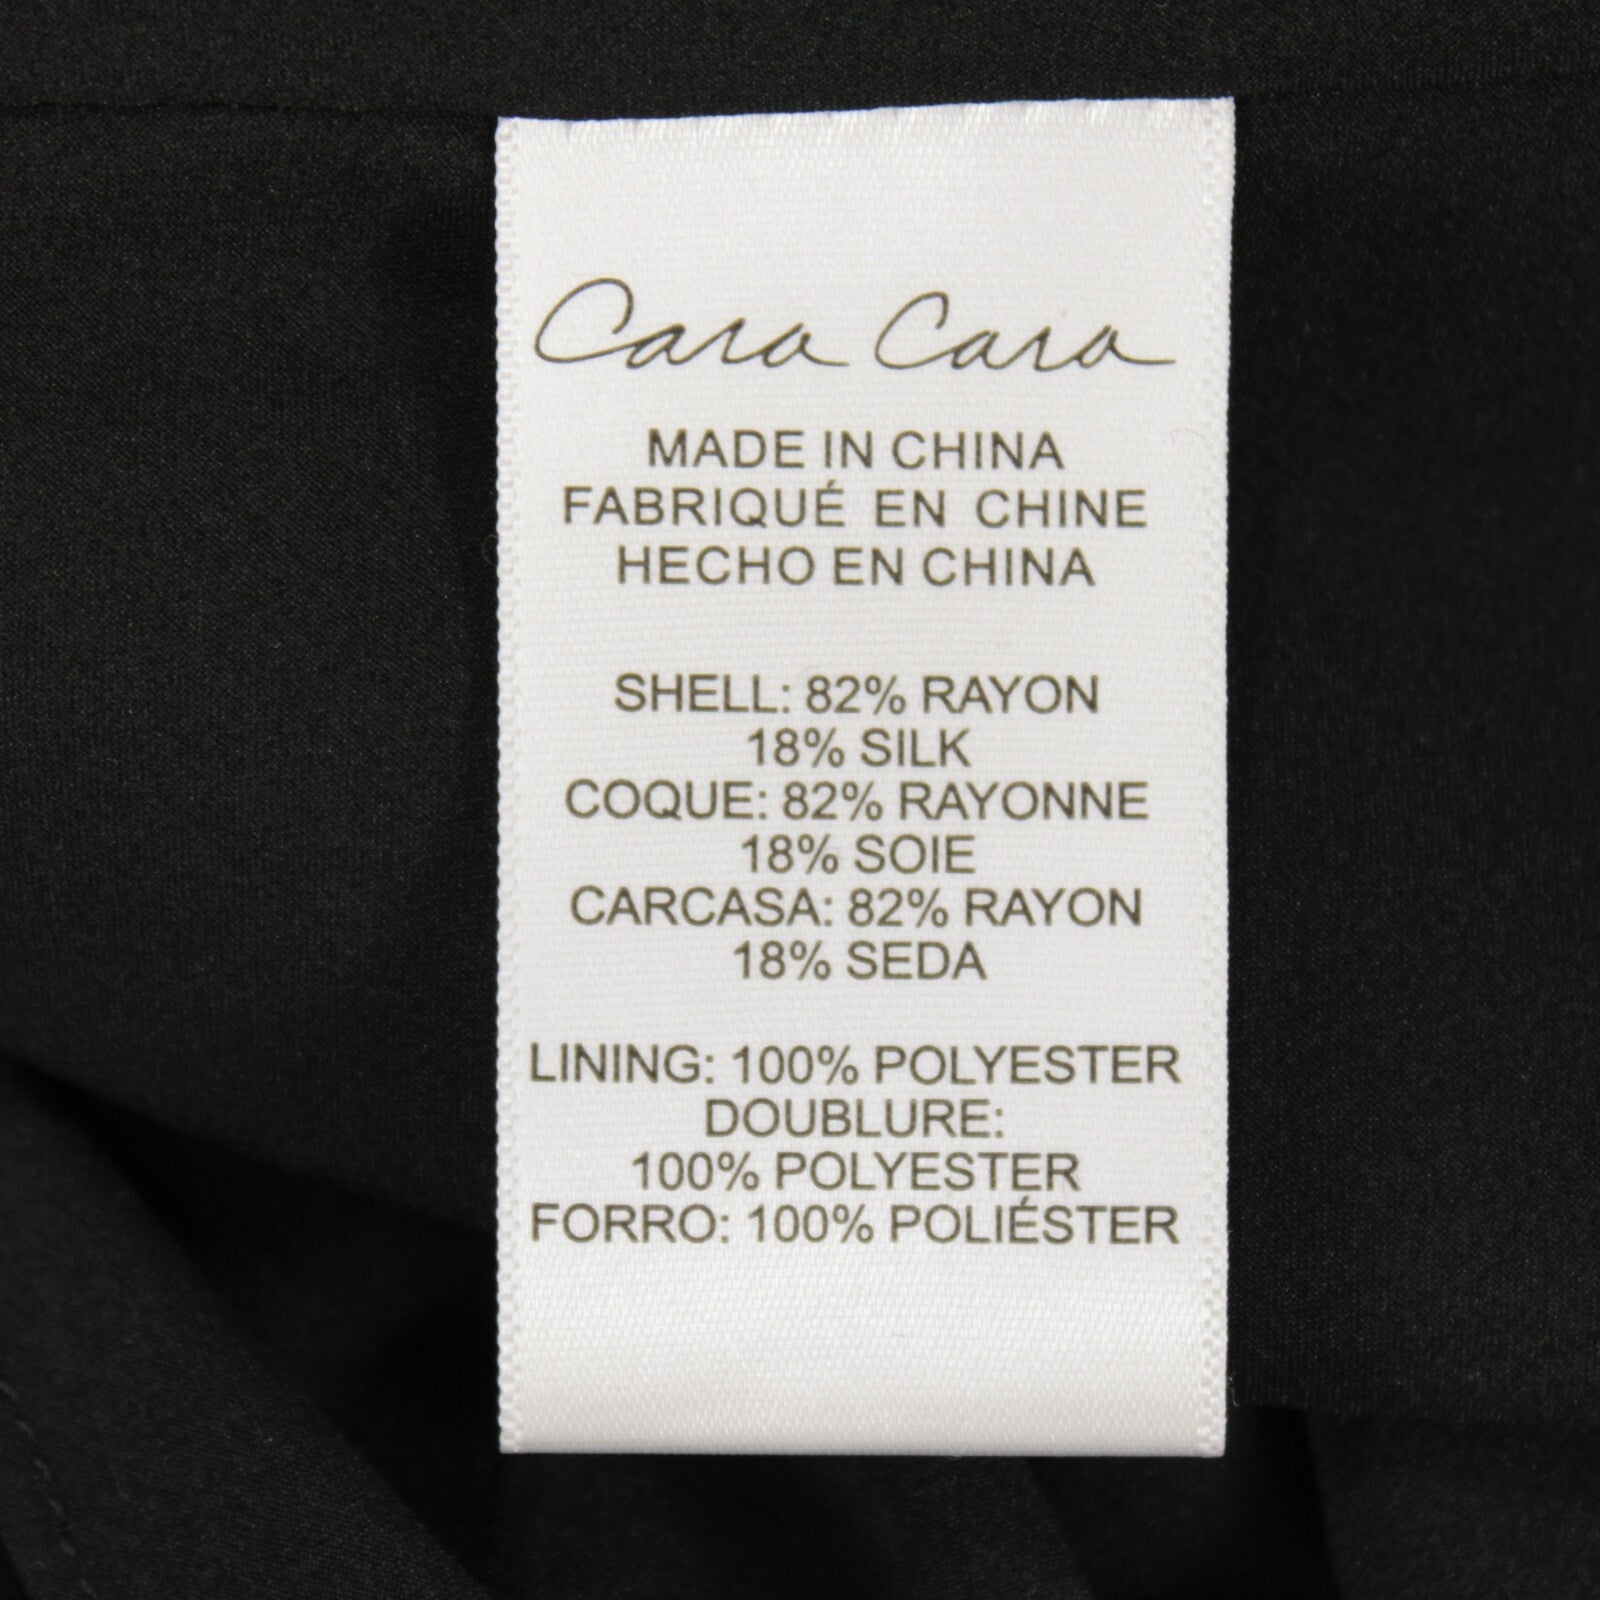 Cara Cara
MADE IN CHINA
FABRIQUÉ EN CHINE
HECHO EN CHINA
SHELL: 82% RAYON
18% SILK
COQUE: 82% RAYONNE
18% SOIE
CARCASA: 82% RAYON
18% SEDA
LINING: 100% POLYESTER
DOUBLURE:
100% POLYESTER
FORRO: 100% POLIÉSTER